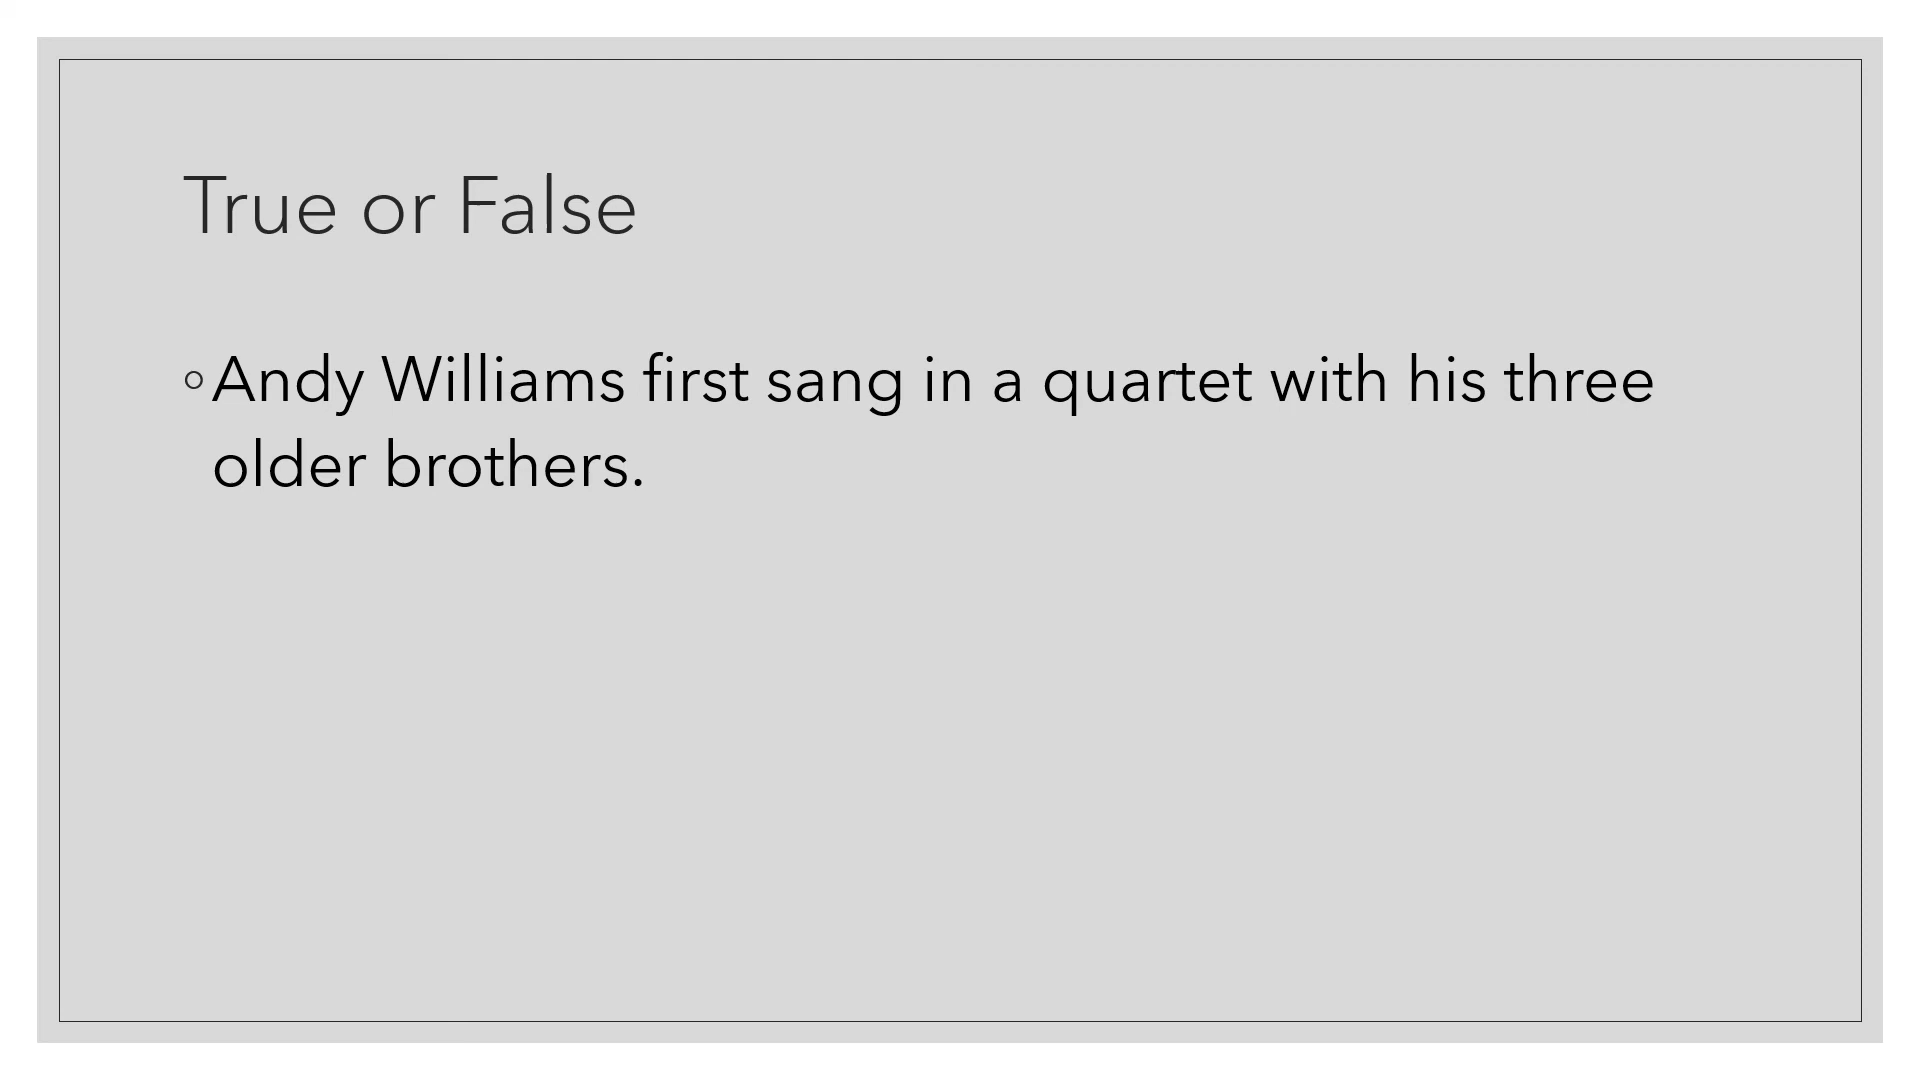 True or False
◦Andy Williams first sang in a quartet with his three
older brothers.